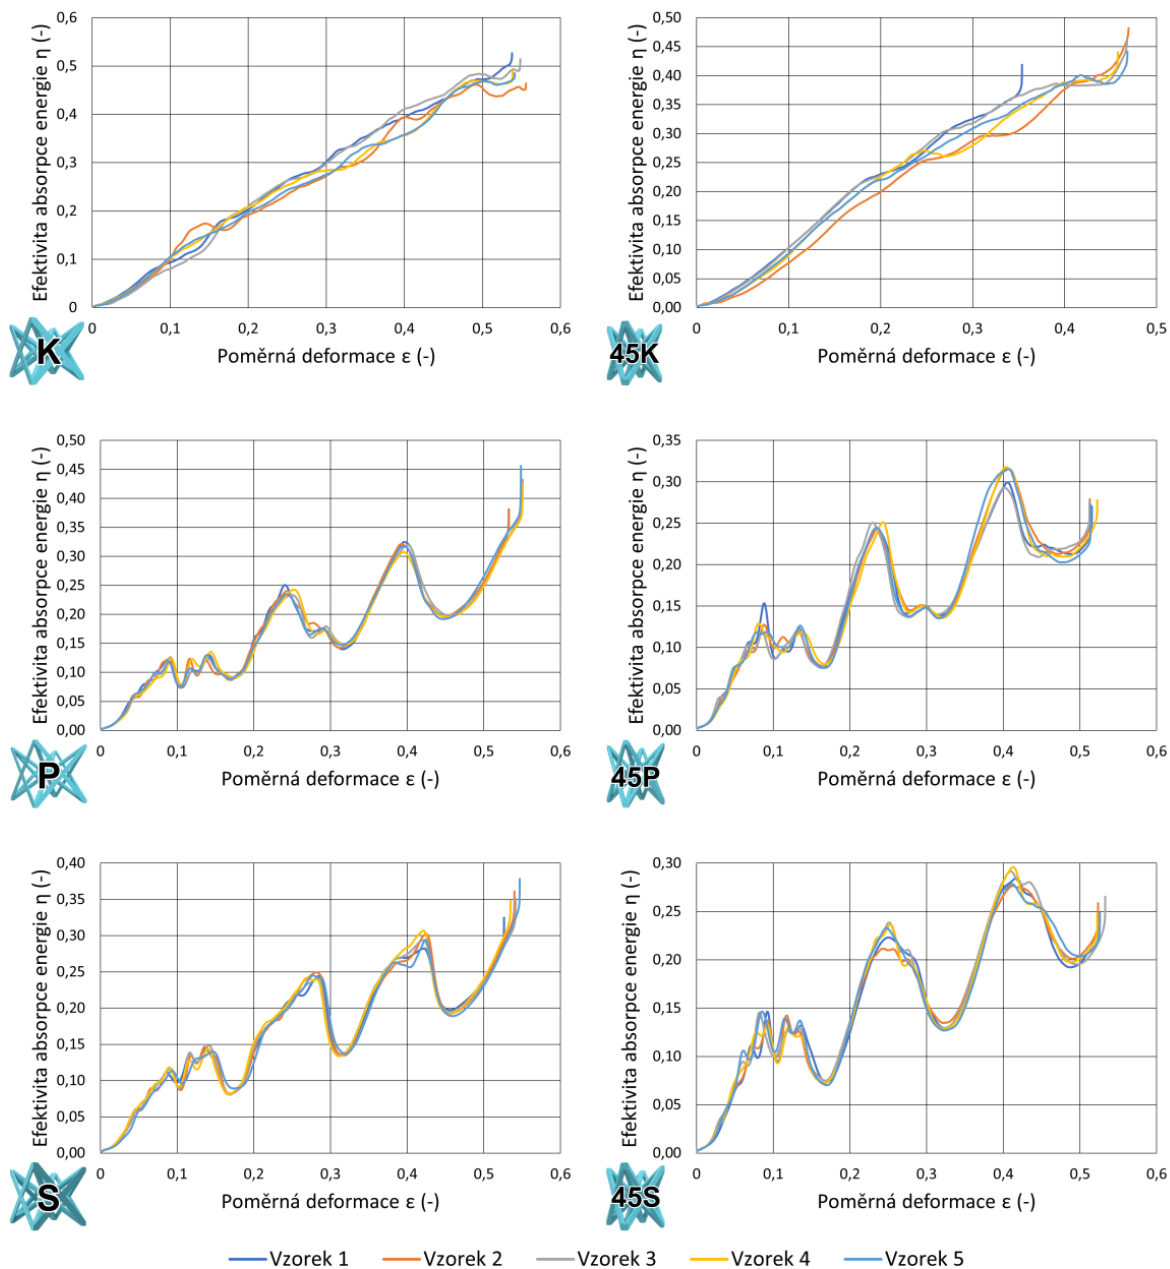 0,6
0,5
0,4
0,3
0,2
0,1
0
Efektivita absorpce energie η (-)
0 0,1 0,2 0,3 0,4 0,5 0,6
Poměrná deformace ε (-)
K
0,50
0,45
0,40
0,35
0,30
0,25
0,20
0,15
0,10
0,05
0,00
Efektivita absorpce energie η (-)
0 0,1 0,2 0,3 0,4 0,5
Poměrná deformace ε (-)
45K
0,50
0,45
0,40
0,35
0,30
0,25
0,20
0,15
0,10
0,05
0,00
Efektivita absorpce energie η (-)
0 0,1 0,2 0,3 0,4 0,5 0,6
Poměrná deformace ε (-)
P
0,35
0,30
0,25
0,20
0,15
0,10
0,05
0,00
Efektivita absorpce energie η (-)
0 0,1 0,2 0,3 0,4 0,5 0,6
Poměrná deformace ε (-)
45P
0,40
0,35
0,30
0,25
0,20
0,15
0,10
0,05
0,00
Efektivita absorpce energie η (-)
0 0,1 0,2 0,3 0,4 0,5 0,6
Poměrná deformace ε (-)
S
0,30
0,25
0,20
0,15
0,10
0,05
0,00
Efektivita absorpce energie η (-)
0 0,1 0,2 0,3 0,4 0,5 0,6
Poměrná deformace ε (-)
45S
Vzorek 1 Vzorek 2 Vzorek 3 Vzorek 4 Vzorek 5